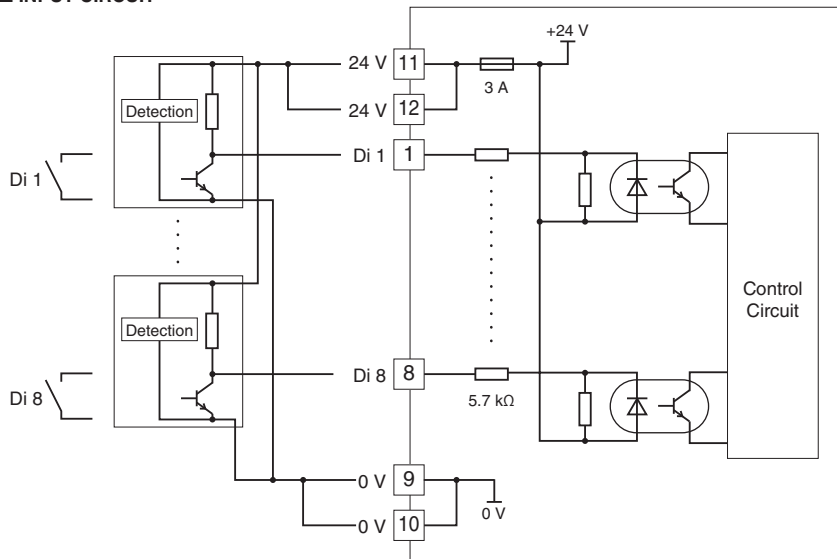 INPUT CIRCUIT
+24 V
24 V 11
3 A
24 V 12
Detection
Di 1 1
Di 1
Control
Circuit
Detection
Di 8 8
Di 8
5.7 kΩ
0 V 9
0 V
0 V 10